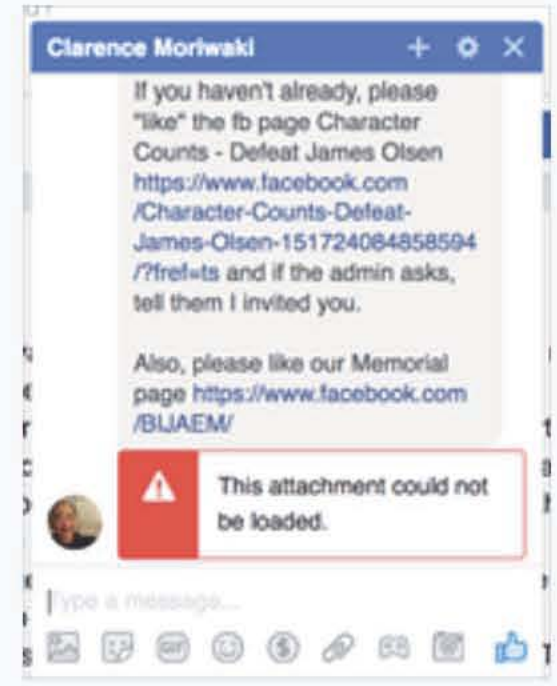 Clarence Moriwaki
If you haven't already, please
"like" the fb page Character
Counts - Defeat James Olsen
https://www.facebook.com
/Character-Counts-Defeat-
James-Olsen-151724084858594
/?fref=ts and if the admin asks,
tell them I invited you.
Also, please like our Memorial
page https://www.facebook.com
/BIJAEM/
This attachment could not
be loaded.
Type a message...
GIF